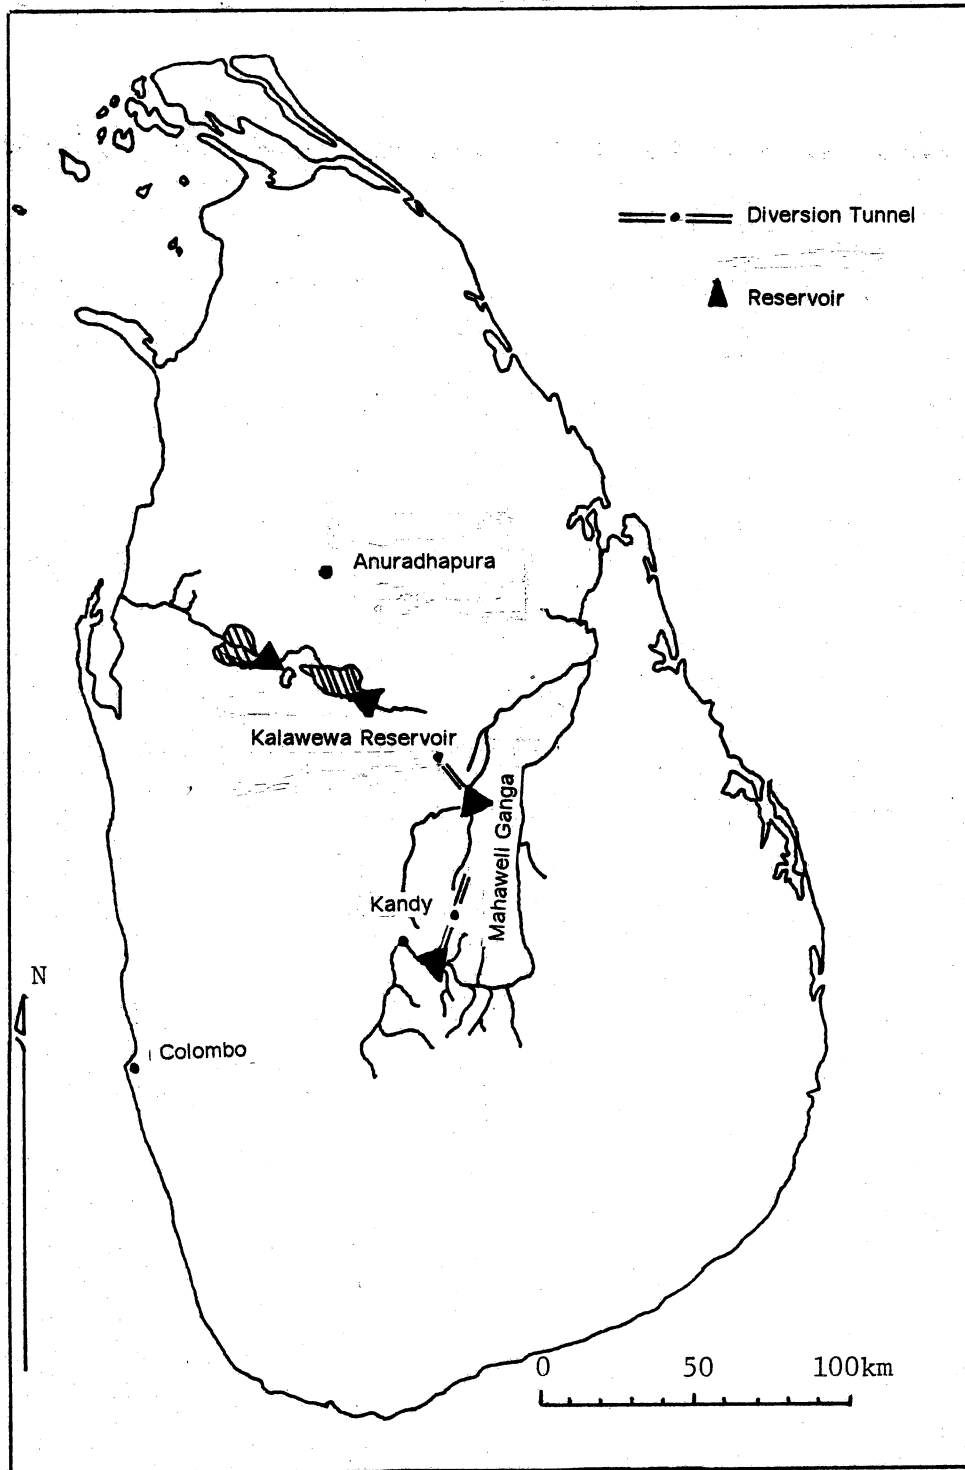 Diversion Tunnel
Reservoir
Anuradhapura
Kalawewa Reservoir
Mahaweli Ganga
Kandy
N
Colombo
0 50 100km